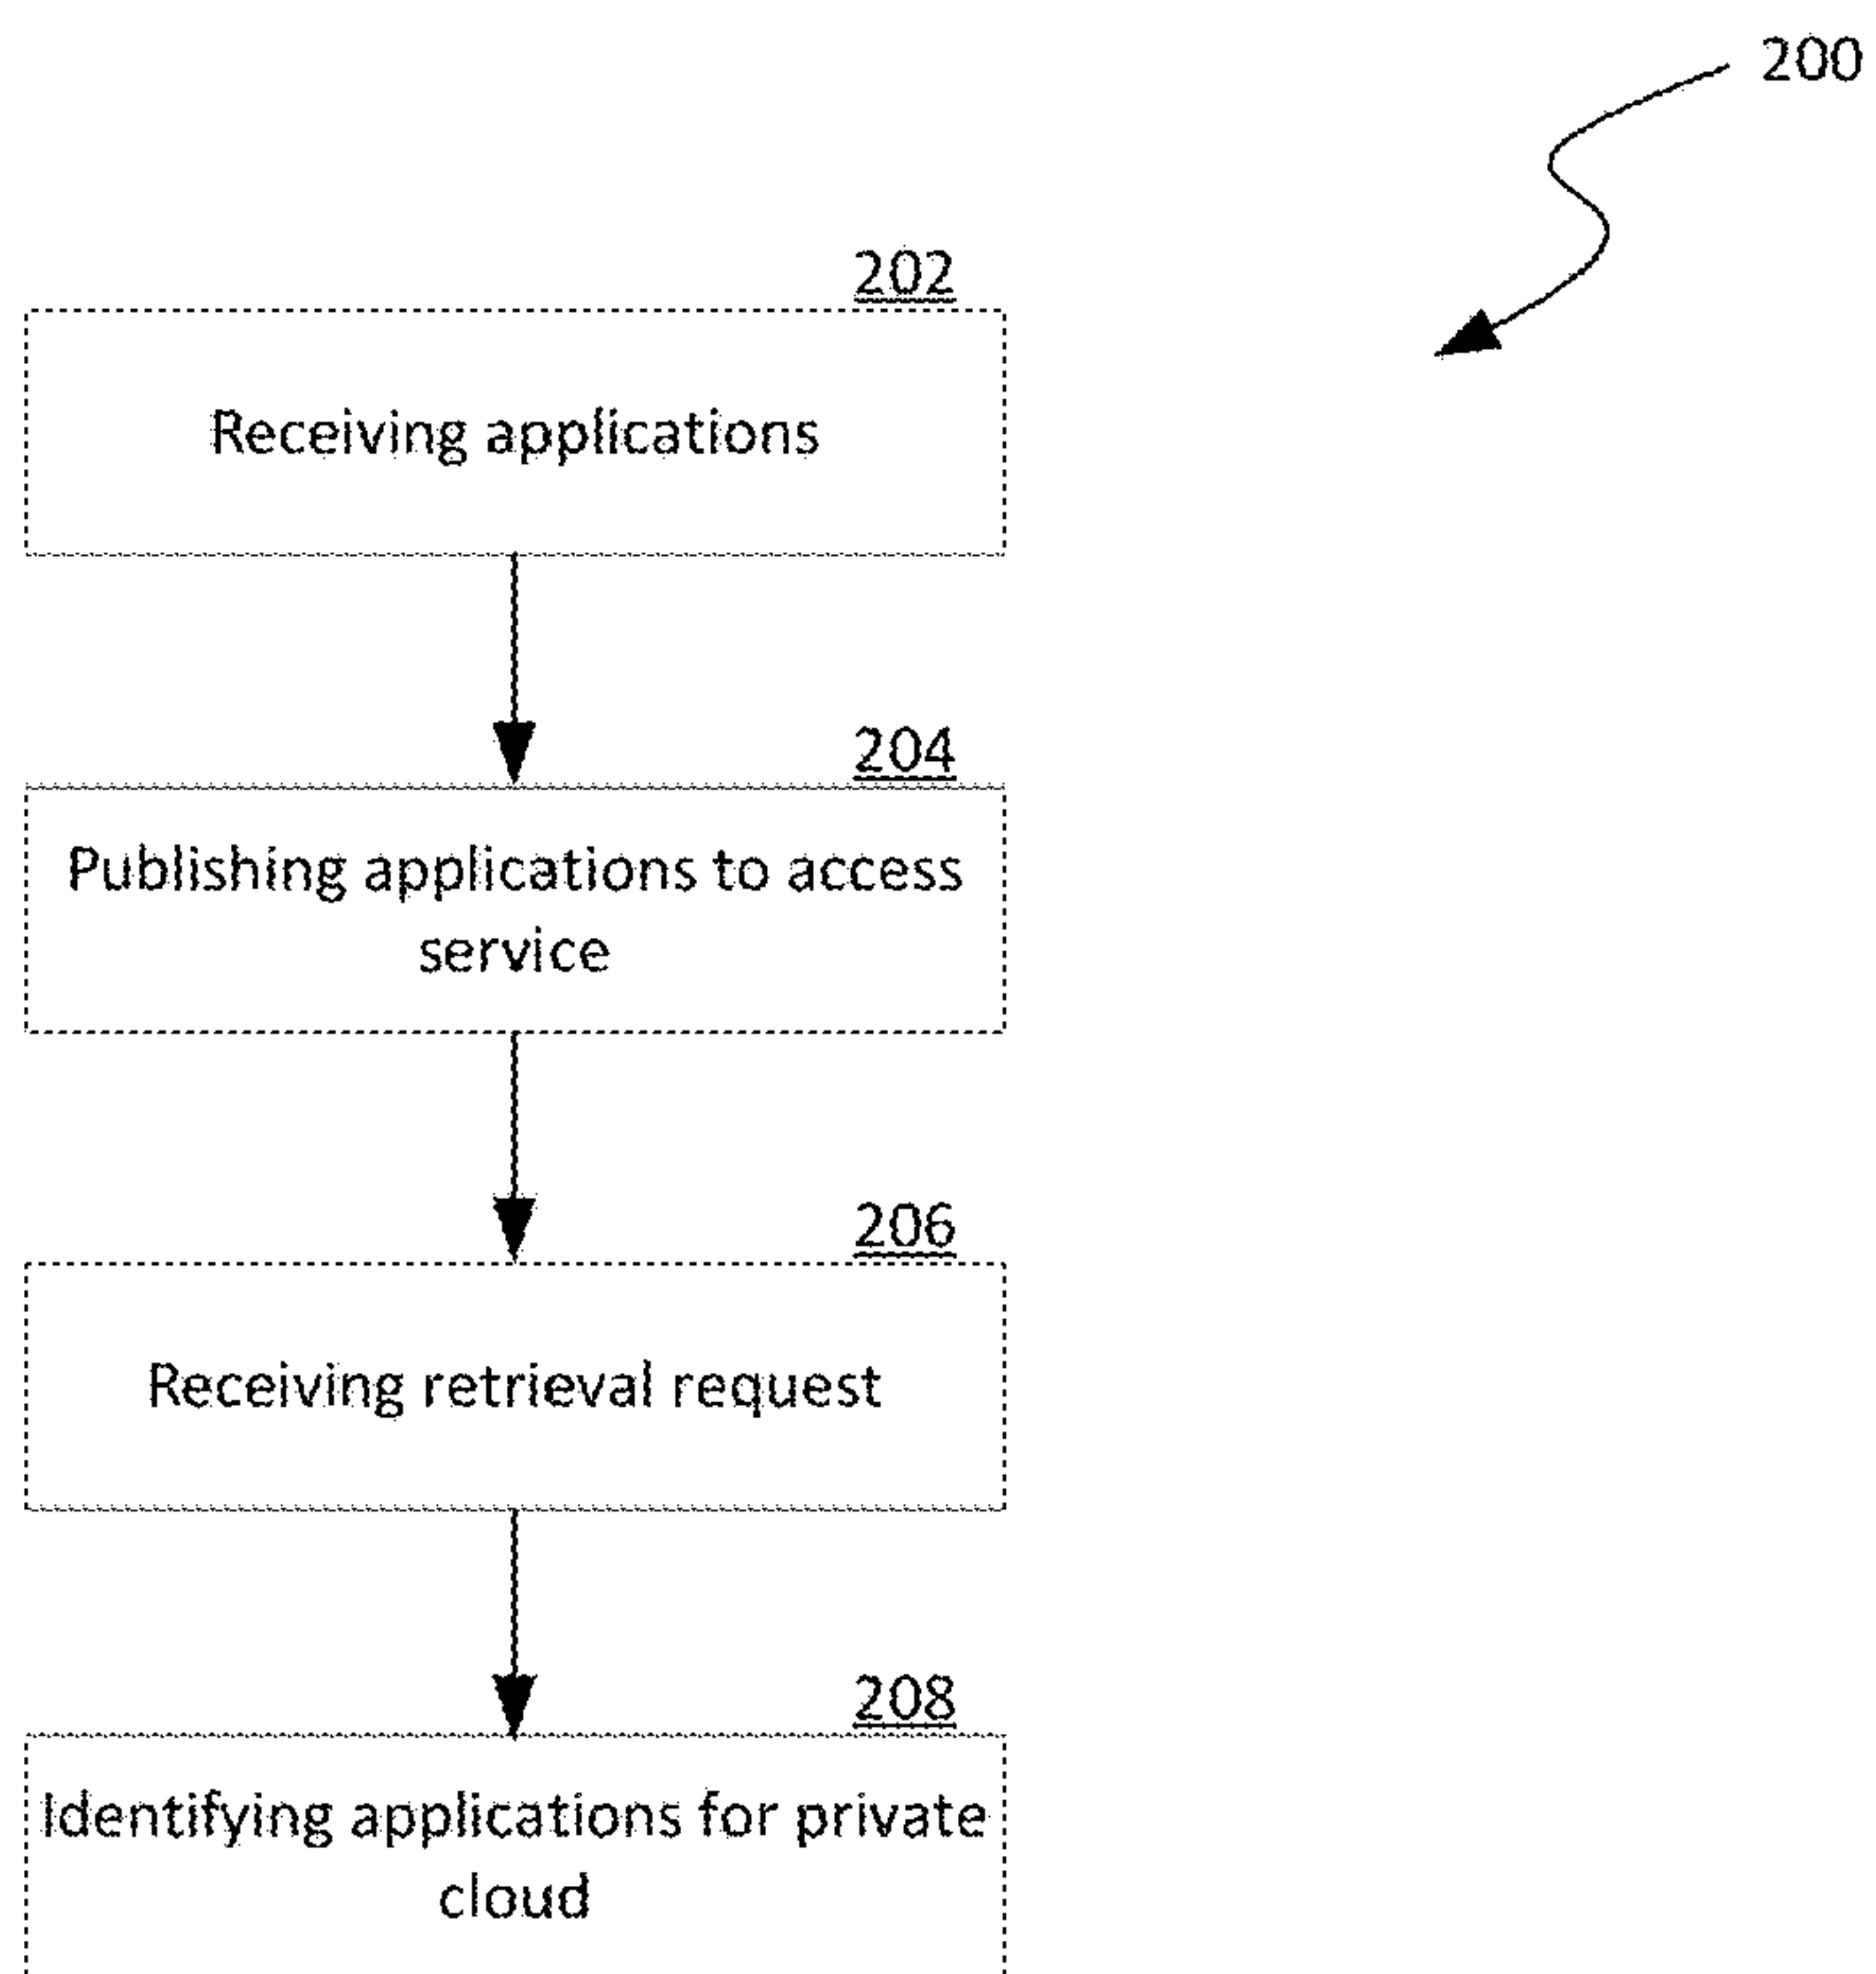 200
202
Receiving applications
204
Publishing applications to access
service
206
Receiving retrieval request
208
Identifying applications for private
cloud